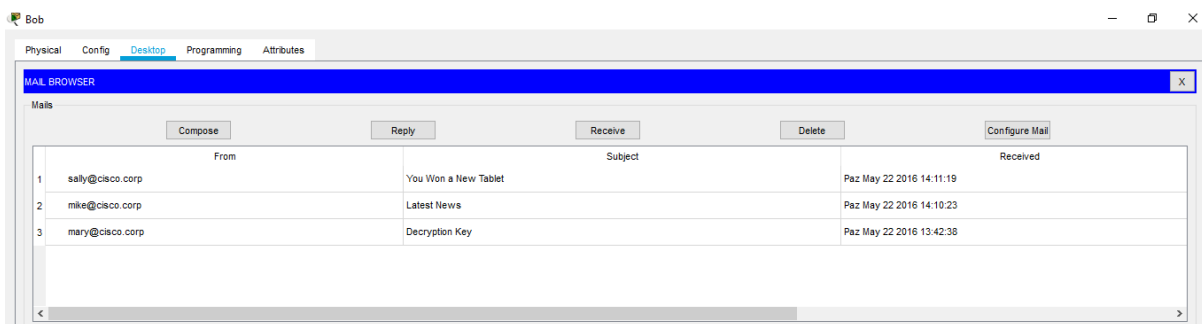 Bob
Physical Config Desktop Programming Attributes
MAIL BROWSER X
Mails
Compose Reply Receive Delete Configure Mail
From Subject Received
1 sally@cisco.corp You Won a New Tablet Paz May 22 2016 14:11:19
2 mike@cisco.corp Latest News Paz May 22 2016 14:10:23
3 mary@cisco.corp Decryption Key Paz May 22 2016 13:42:38